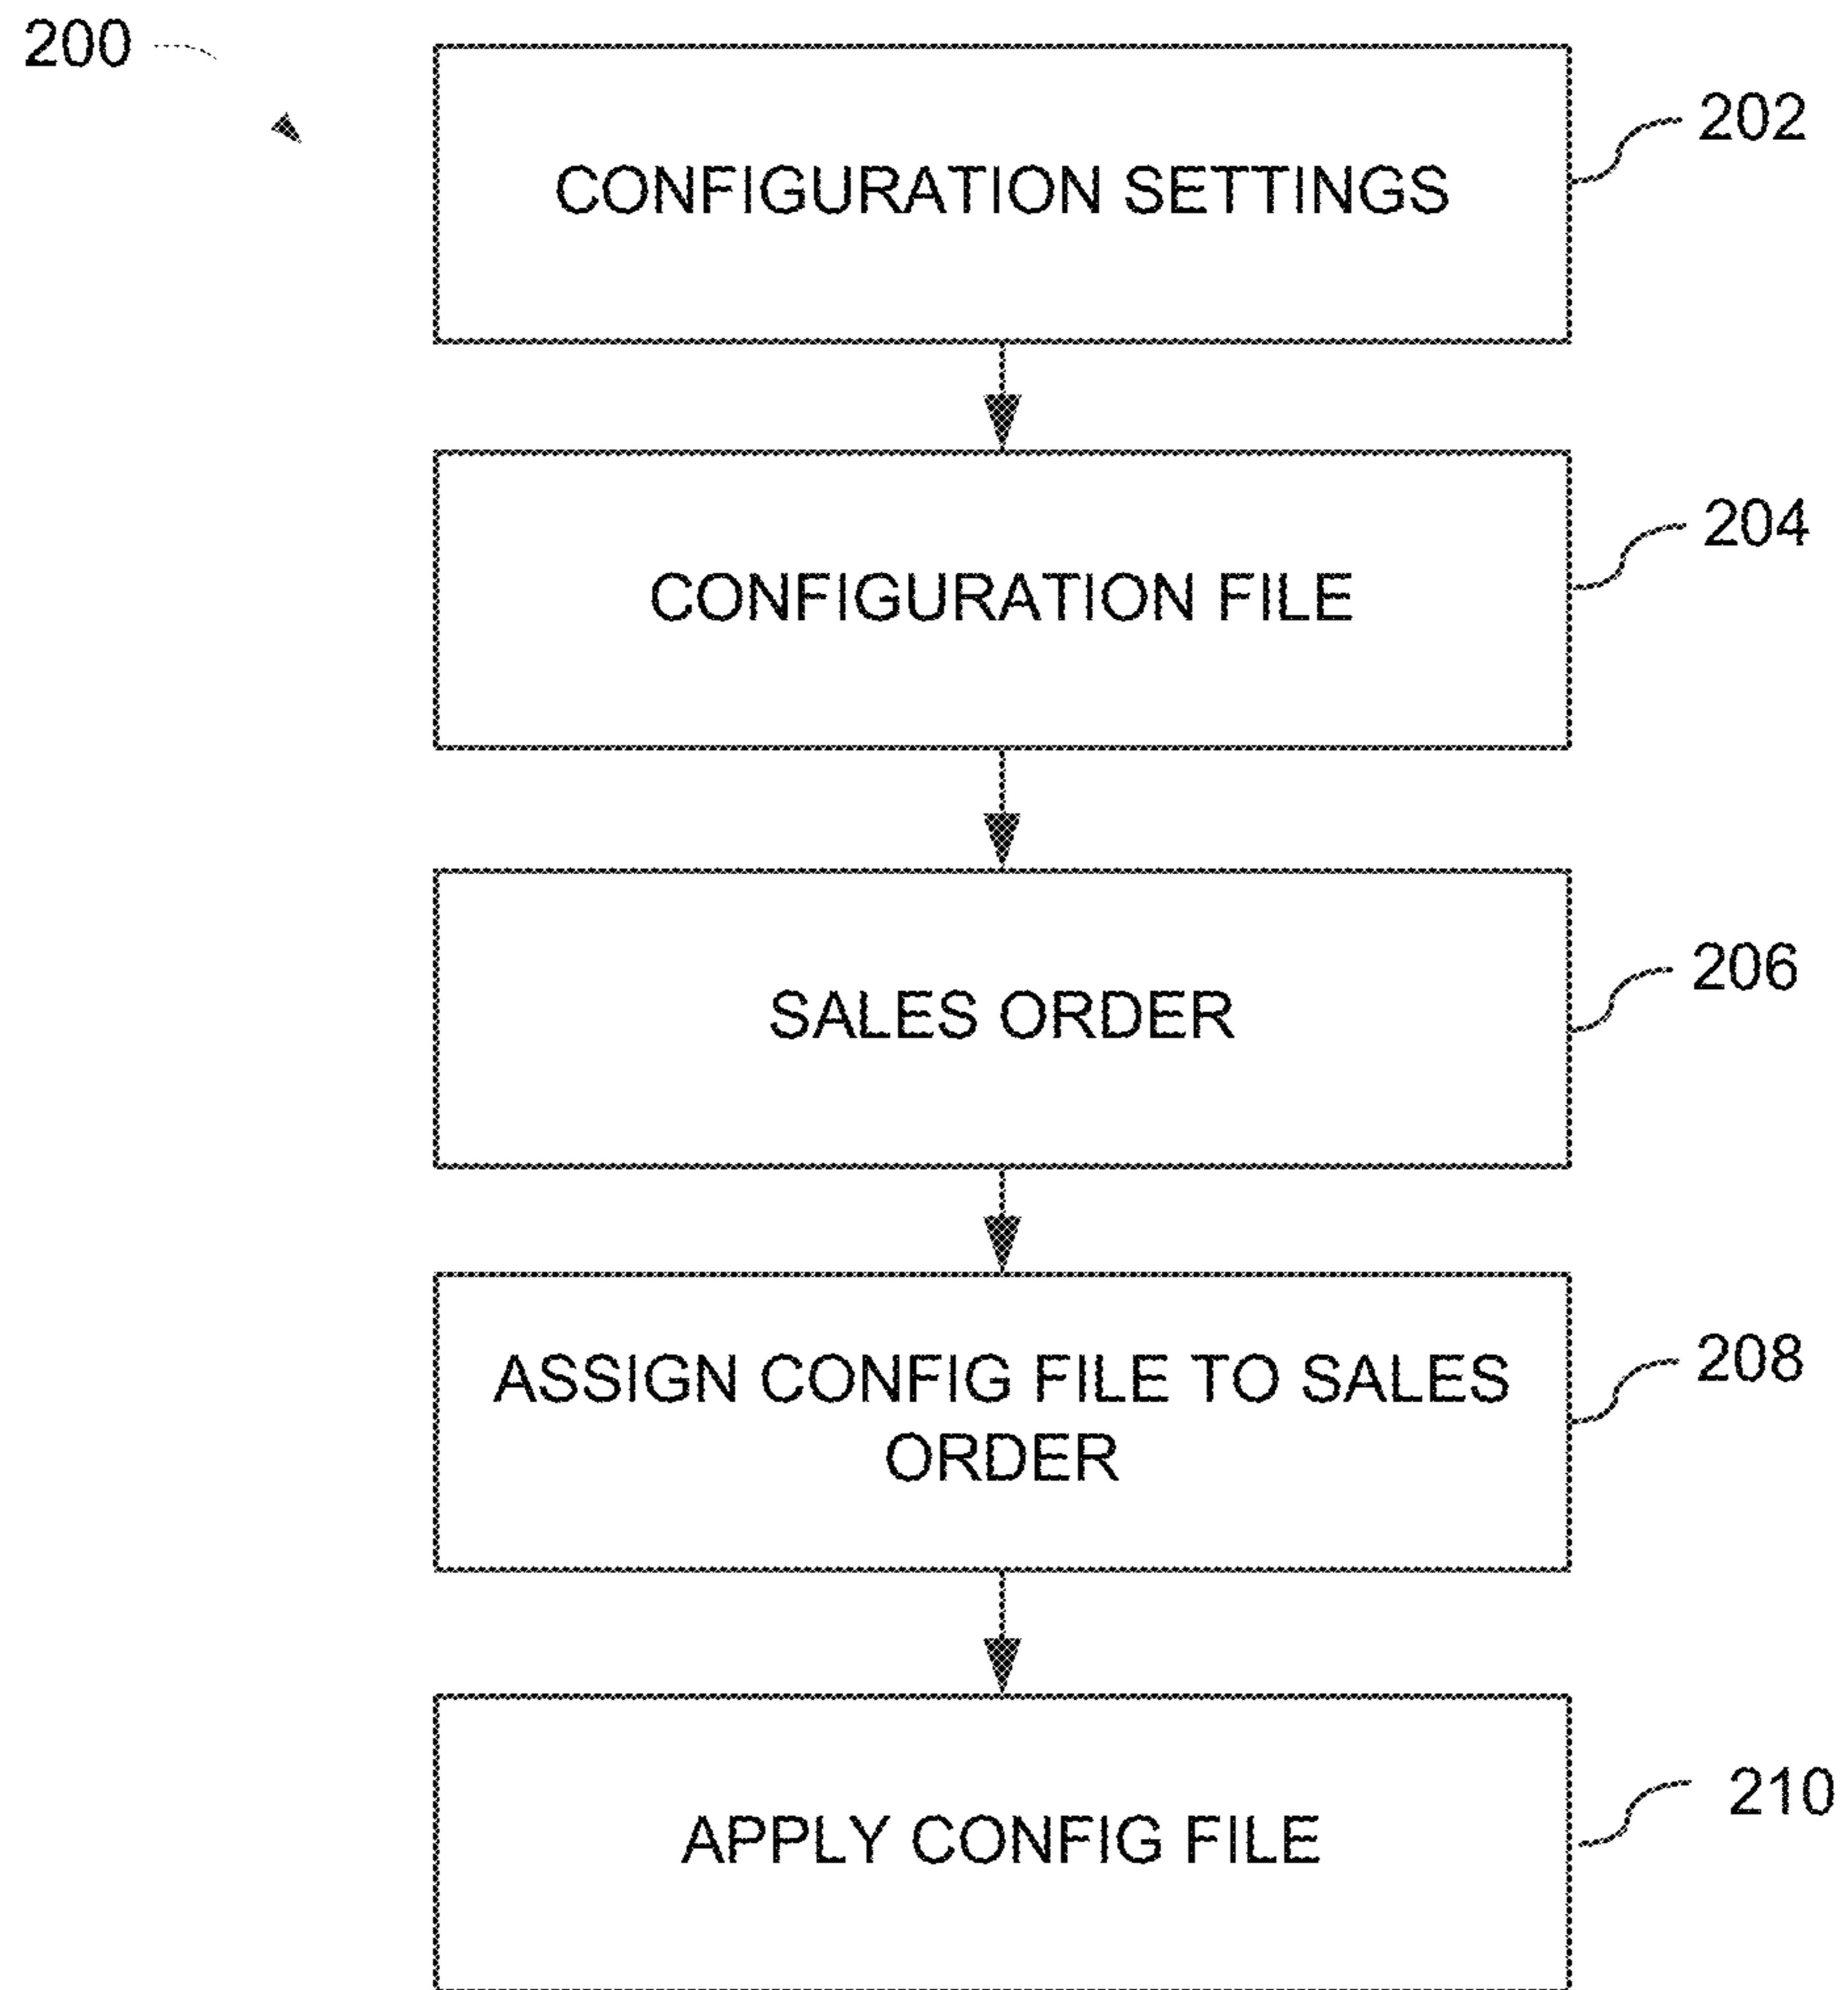 200
CONFIGURATION SETTINGS
202
CONFIGURATION FILE
204
SALES ORDER
206
ASSIGN CONFIG FILE TO SALES
ORDER
208
APPLY CONFIG FILE
210